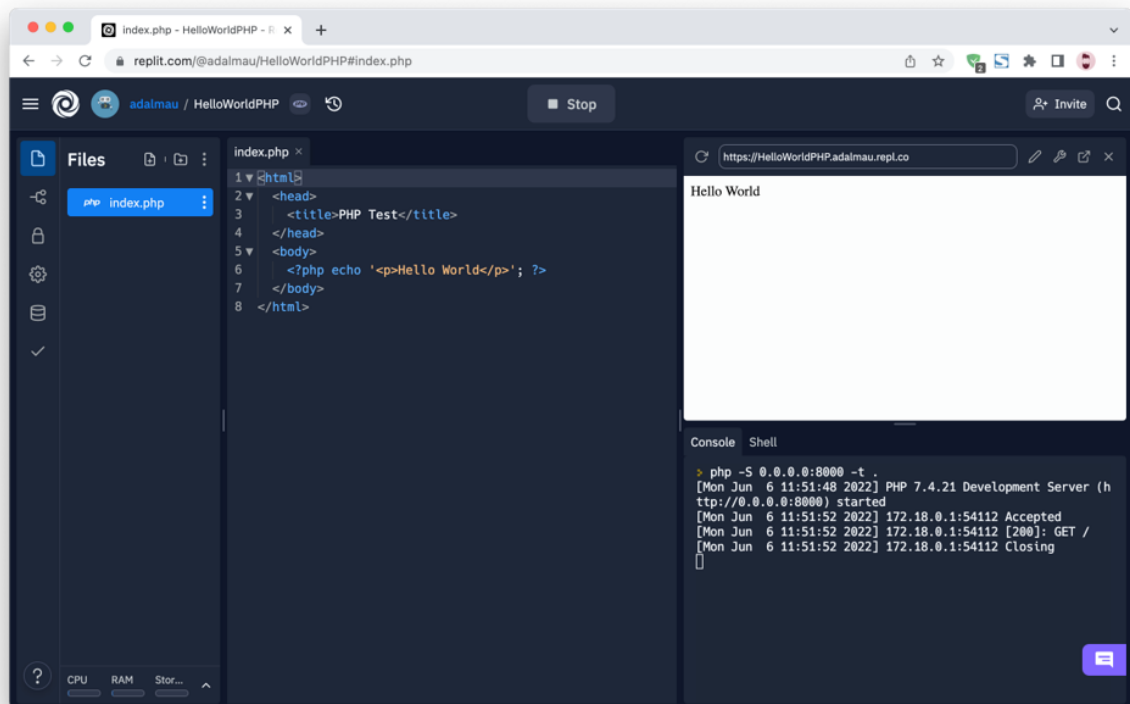 index.php - HelloWorldPHP - R
replit.com/@adalmau/HelloWorldPHP#index.php
2
adalmau / HelloWorldPHP
Stop
Invite
Files
php index.php
CPU RAM Stor...
index.php
1 <html>
2 <head>
3 <title>PHP Test</title>
4 </head>
5 <body>
6 <?php echo '<p>Hello World</p>'; ?>
7 </body>
8 </html>
https://HelloWorldPHP.adalmau.repl.co
Hello World
Console Shell
> php -S 0.0.0.0:8000 -t .
[Mon Jun  6 11:51:48 2022] PHP 7.4.21 Development Server (h
ttp://0.0.0.0:8000) started
[Mon Jun  6 11:51:52 2022] 172.18.0.1:54112 Accepted
[Mon Jun  6 11:51:52 2022] 172.18.0.1:54112 [200]: GET /
[Mon Jun  6 11:51:52 2022] 172.18.0.1:54112 Closing